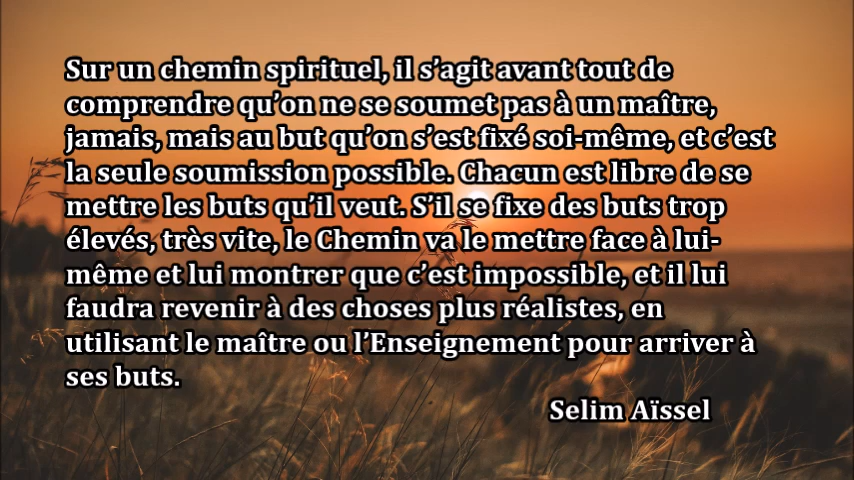 Sur un chemin spirituel, il s’agit avant tout de
comprendre qu’on ne se soumet pas à un maître,
jamais, mais au but qu’on s’est fixé soi-même, et c’est
la seule soumission possible. Chacun est libre de se
mettre les buts qu’il veut. S’il se fixe des buts trop
élevés, très vite, le Chemin va le mettre face à lui-
même et lui montrer que c’est impossible, et il lui
faudra revenir à des choses plus réalistes, en
utilisant le maître ou l’Enseignement pour arriver à
ses buts.
Selim Aïssel